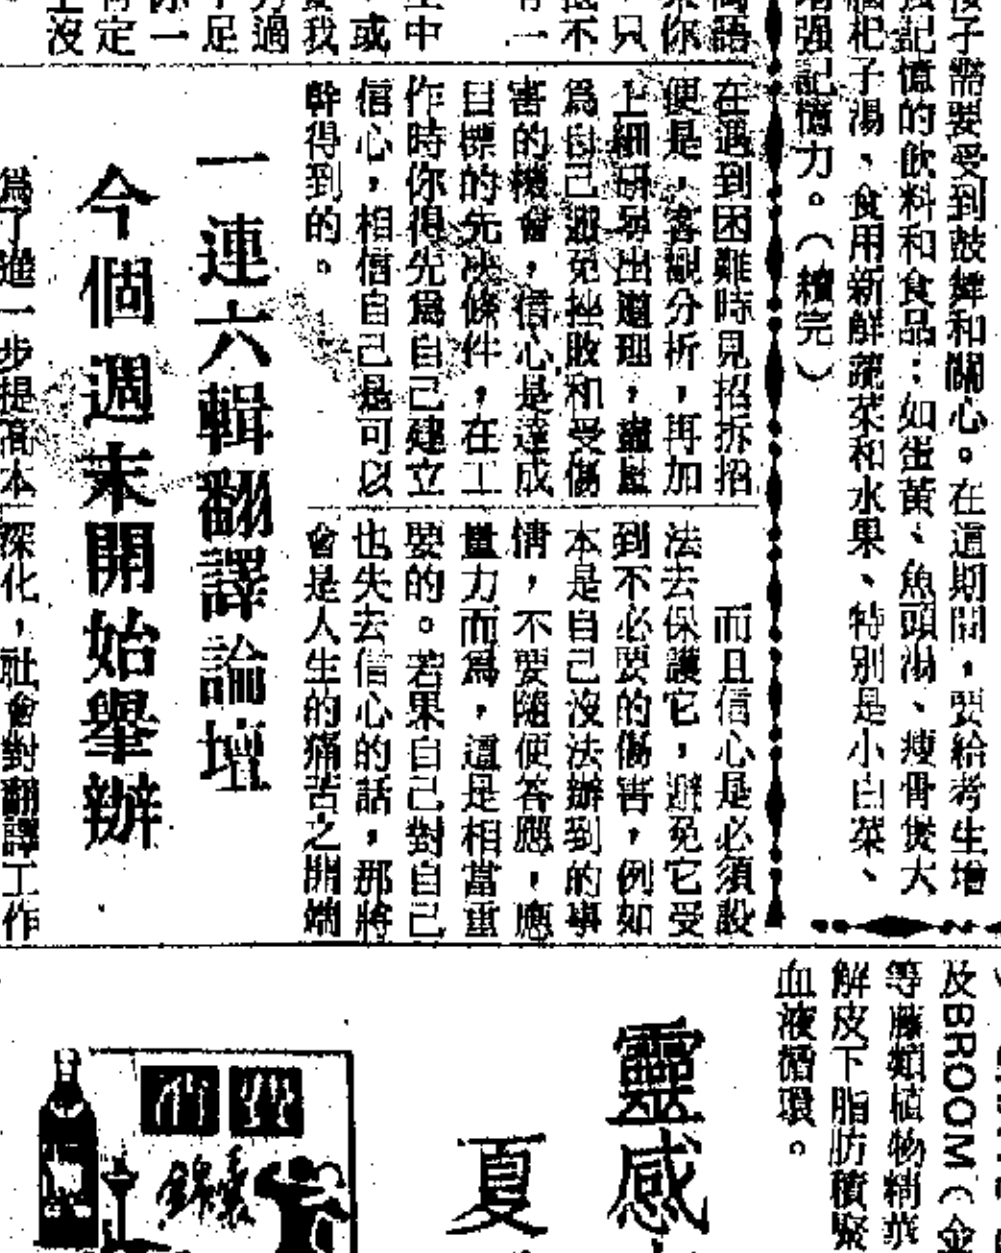 孩子需要受到鼓舞和關心。在這期間，要給考生增
強記憶的飲料和食品：如蛋黃、魚頭湯、瘦骨煲大
杞子湯、食用新鮮蔬菜和水果、特別是小白菜、
增强記憶力。（續完）
在遇到困難時見招拆招
便是，客觀分析，再加
上細研尋出道理，盡量
爲自己避免挫敗和受傷
害的機會，信心是達成
目標的先决條件，在工
作時你得先爲自己建立
信心，相信自己是可以
幹得到的。
而且信心是必須設
法去保護它，避免它受
到不必要的傷害，例如
本是自己沒法辦到的事
情，不要隨便答應，應
量力而爲，這是相當重
要的。若果自己對自己
也失去信心的話，那將
會是人生的痛苦之開端
一連六輯翻譯論壇
今個週末開始舉辦
爲了進一步提高本
深化，社會對翻譯工作
及BROOM（金
等藤類植物精華
解皮下脂肪積聚
血液循環。
靈感
夏
消費
錦囊